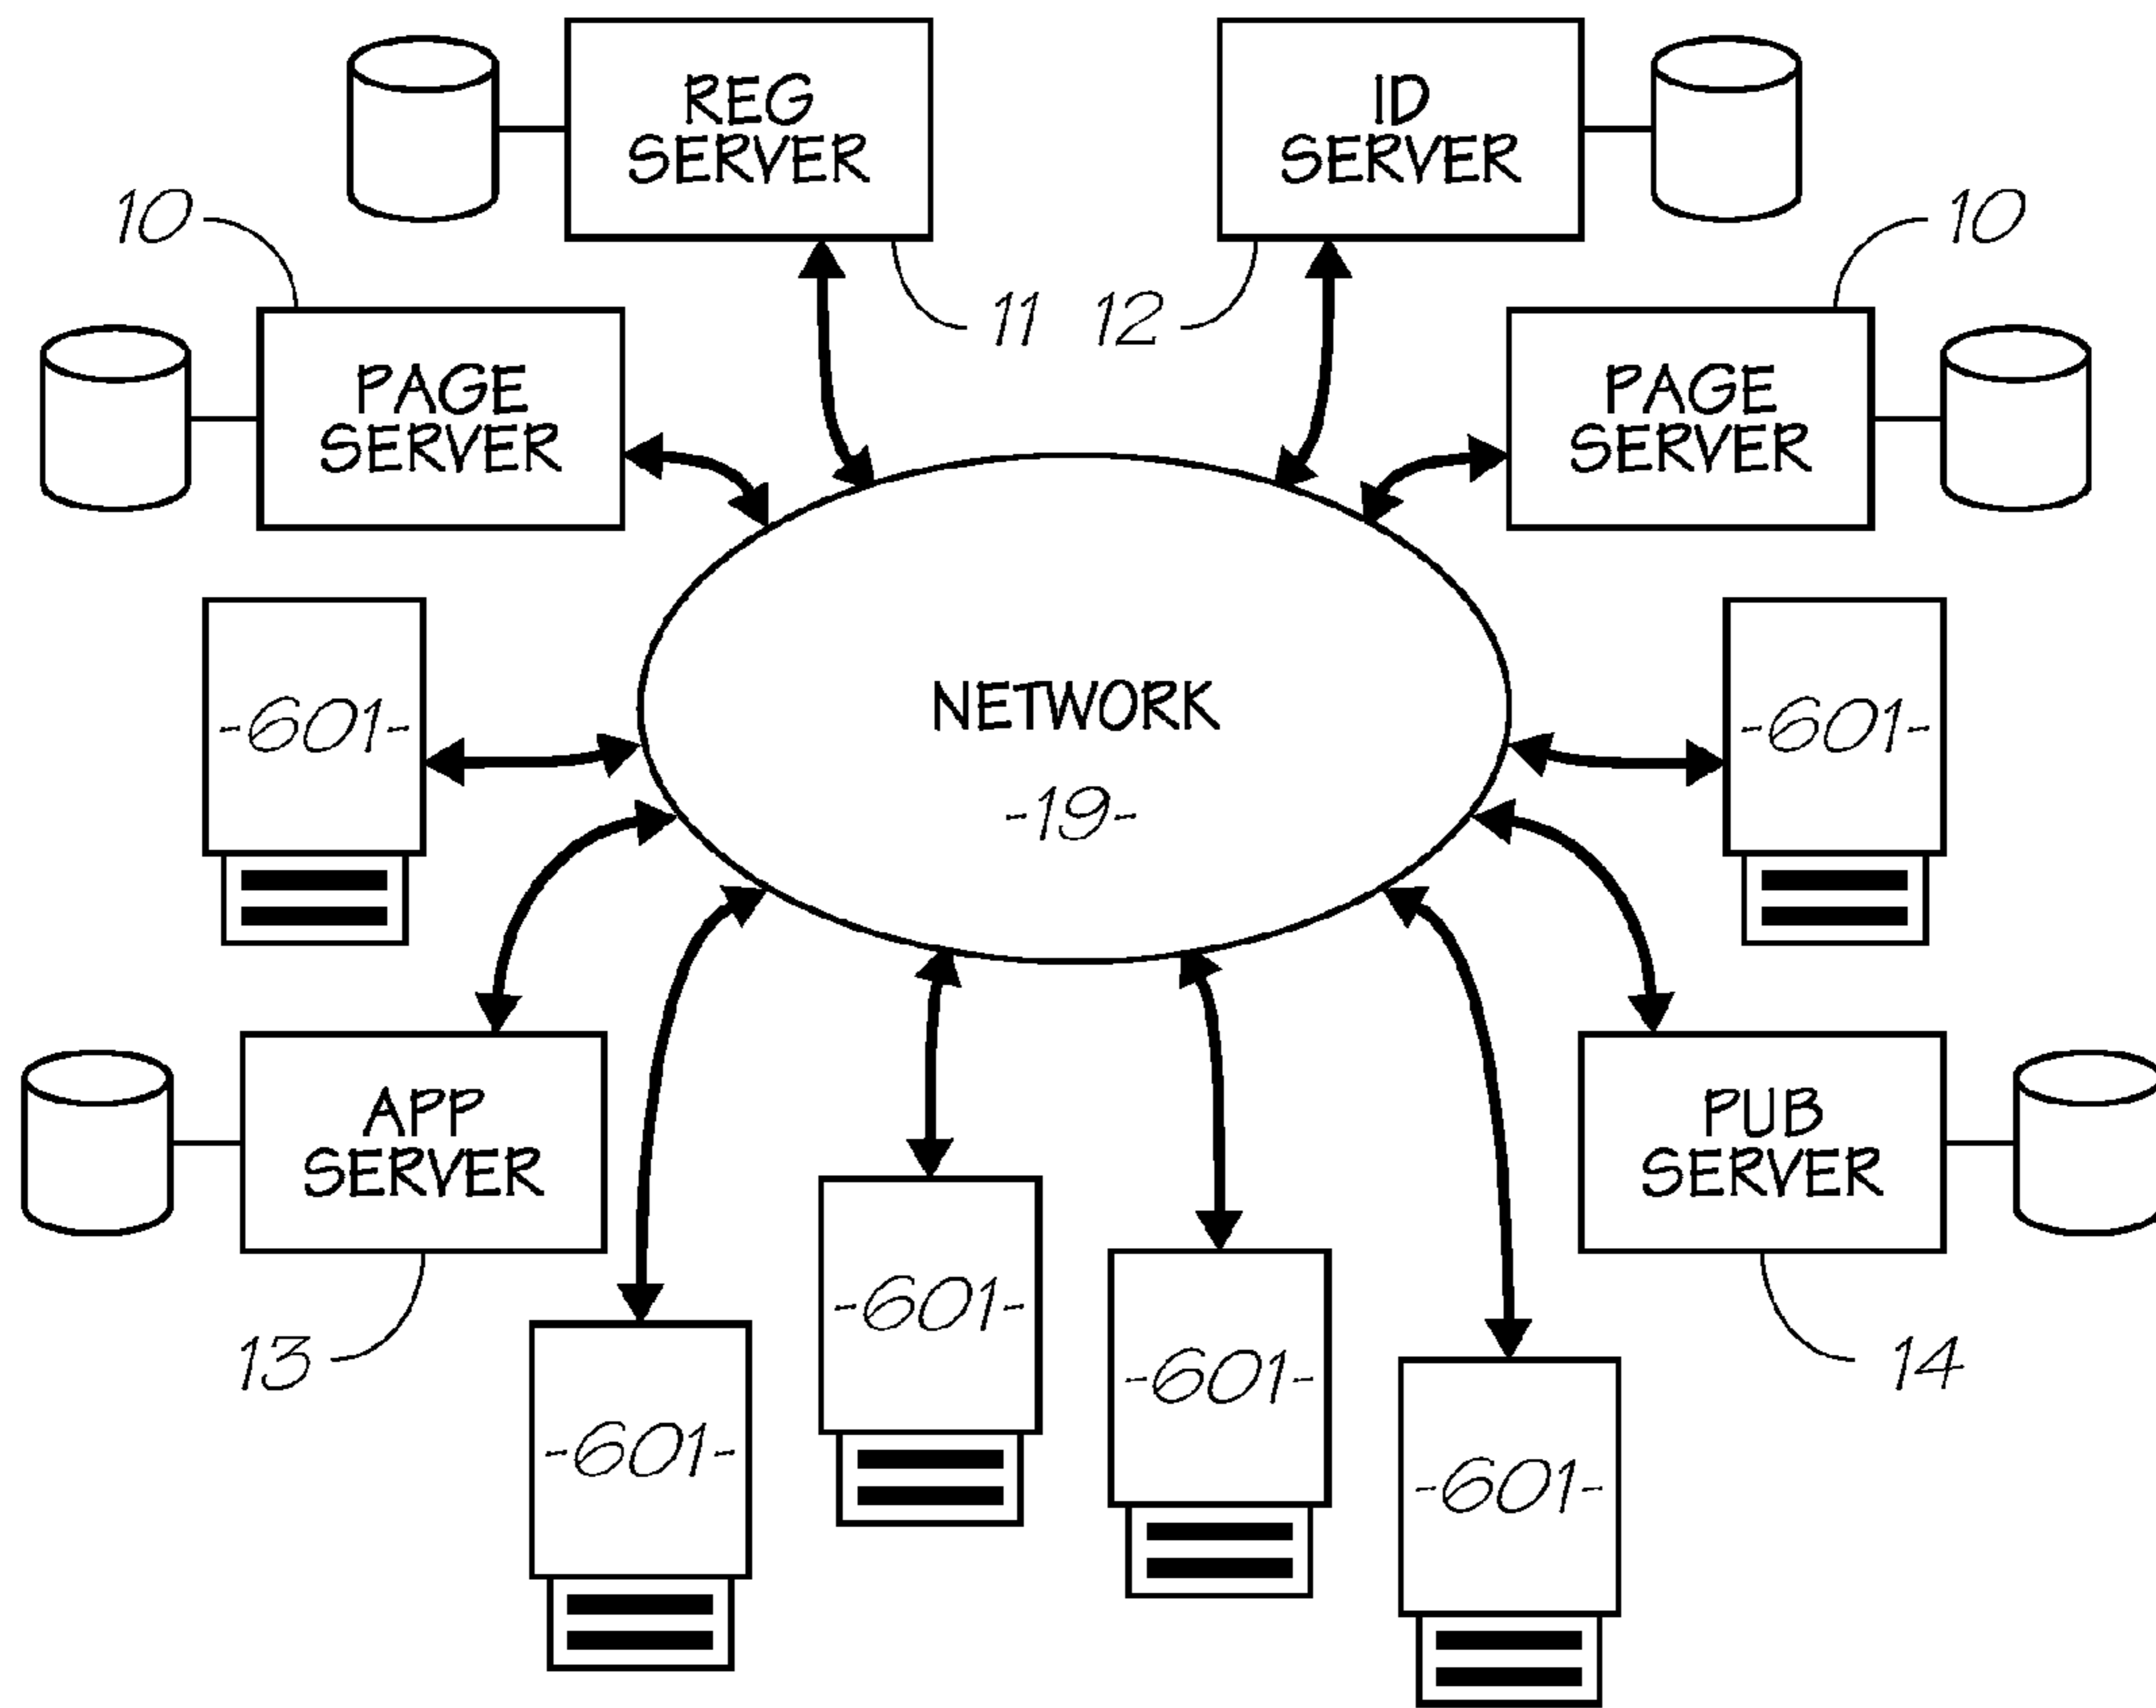 REG
SERVER
ID
SERVER
10
10
11
12
PAGE
SERVER
PAGE
SERVER
-601-
NETWORK
-19-
-601-
APP
SERVER
PUB
SERVER
13
-601-
-601-
-601-
-601-
14